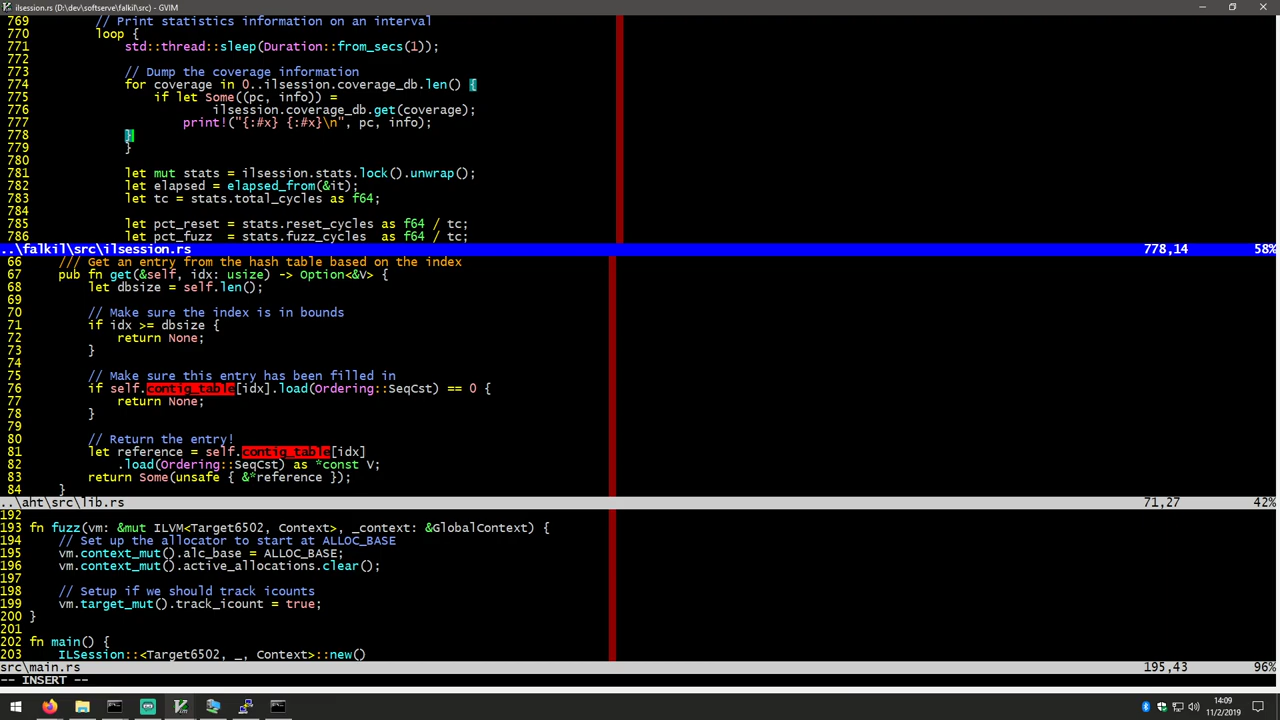 ilsession.rs (D:\dev\softserve\falkil\src) - GVIM
769             // Print statistics information on an interval
770             loop {
771                 std::thread::sleep(Duration::from_secs(1));
772
773                 // Dump the coverage information
774                 for coverage in 0..ilsession.coverage_db.len() {
775                     if let Some((pc, info)) =
776                             ilsession.coverage_db.get(coverage);
777                         print!("{:#x} {:#x}\n", pc, info);
778                 }
779                 }
780
781                 let mut stats = ilsession.stats.lock().unwrap();
782                 let elapsed = elapsed_from(&it);
783                 let tc = stats.total_cycles as f64;
784
785                 let pct_reset = stats.reset_cycles as f64 / tc;
786                 let pct_fuzz  = stats.fuzz_cycles  as f64 / tc;
..\falkil\src\ilsession.rs 778,14 58%
66     /// Get an entry from the hash table based on the index
67     pub fn get(&self, idx: usize) -> Option<&V> {
68         let dbsize = self.len();
69
70         // Make sure the index is in bounds
71         if idx >= dbsize {
72             return None;
73         }
74
75         // Make sure this entry has been filled in
76         if self.contig_table[idx].load(Ordering::SeqCst) == 0 {
77             return None;
78         }
79
80         // Return the entry!
81         let reference = self.contig_table[idx]
82             .load(Ordering::SeqCst) as *const V;
83         return Some(unsafe { &*reference });
84     }
..\aht\src\lib.rs 71,27 42%
192
193 fn fuzz(vm: &mut ILVM<Target6502, Context>, _context: &GlobalContext) {
194     // Set up the allocator to start at ALLOC_BASE
195     vm.context_mut().alc_base = ALLOC_BASE;
196     vm.context_mut().active_allocations.clear();
197
198     // Setup if we should track icounts
199     vm.target_mut().track_icount = true;
200 }
201
202 fn main() {
203     ILSession::<Target6502, _, Context>::new()
src\main.rs 195,43 96%
-- INSERT --
14:09
11/2/2019